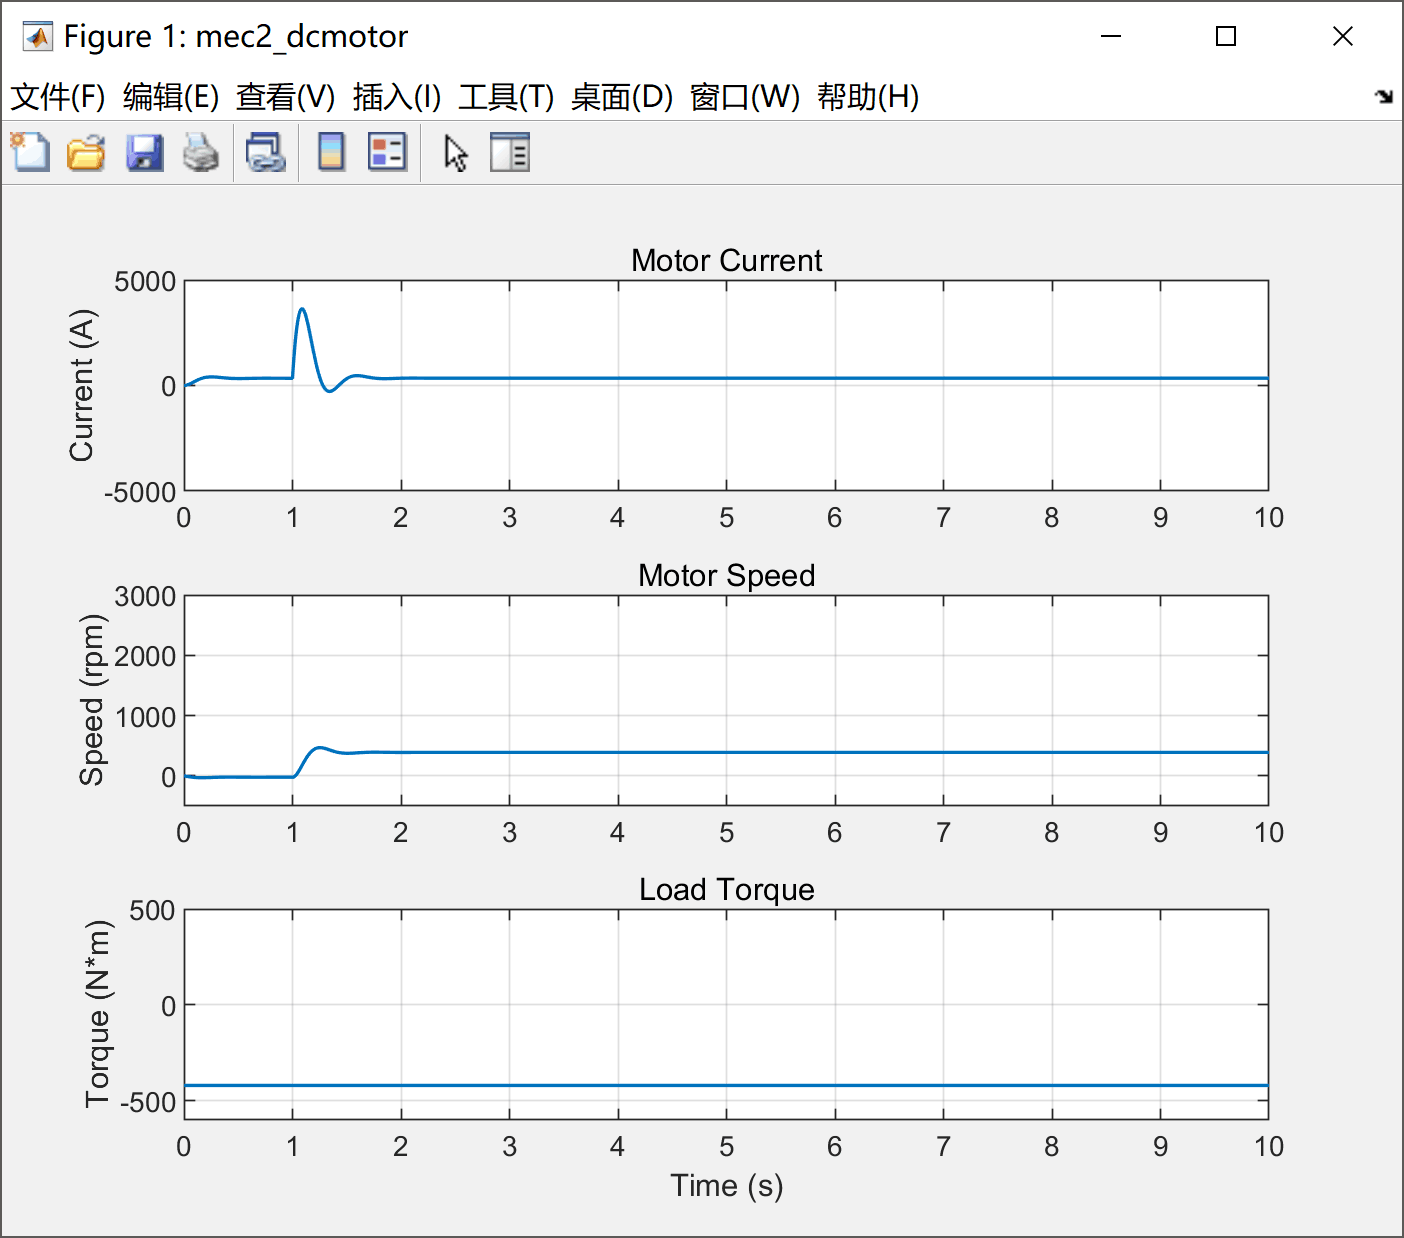 Figure 1: mec2_dcmotor
文件(F) 编辑(E) 查看(V) 插入(I) 工具(T) 桌面(D) 窗口(W) 帮助(H)
Motor Current
Current (A)
5000
0
-5000
0 1 2 3 4 5 6 7 8 9 10
Motor Speed
Speed (rpm)
3000
2000
1000
0
0 1 2 3 4 5 6 7 8 9 10
Load Torque
Torque (N*m)
500
0
-500
0 1 2 3 4 5 6 7 8 9 10
Time (s)